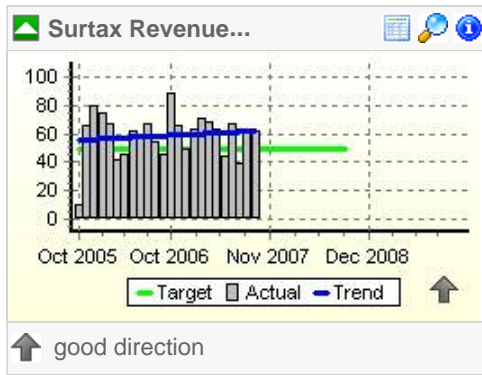 Surtax Revenue...
100
80
60
40
20
0
Oct 2005 Oct 2006 Nov 2007 Dec 2008
Target Actual Trend
good direction